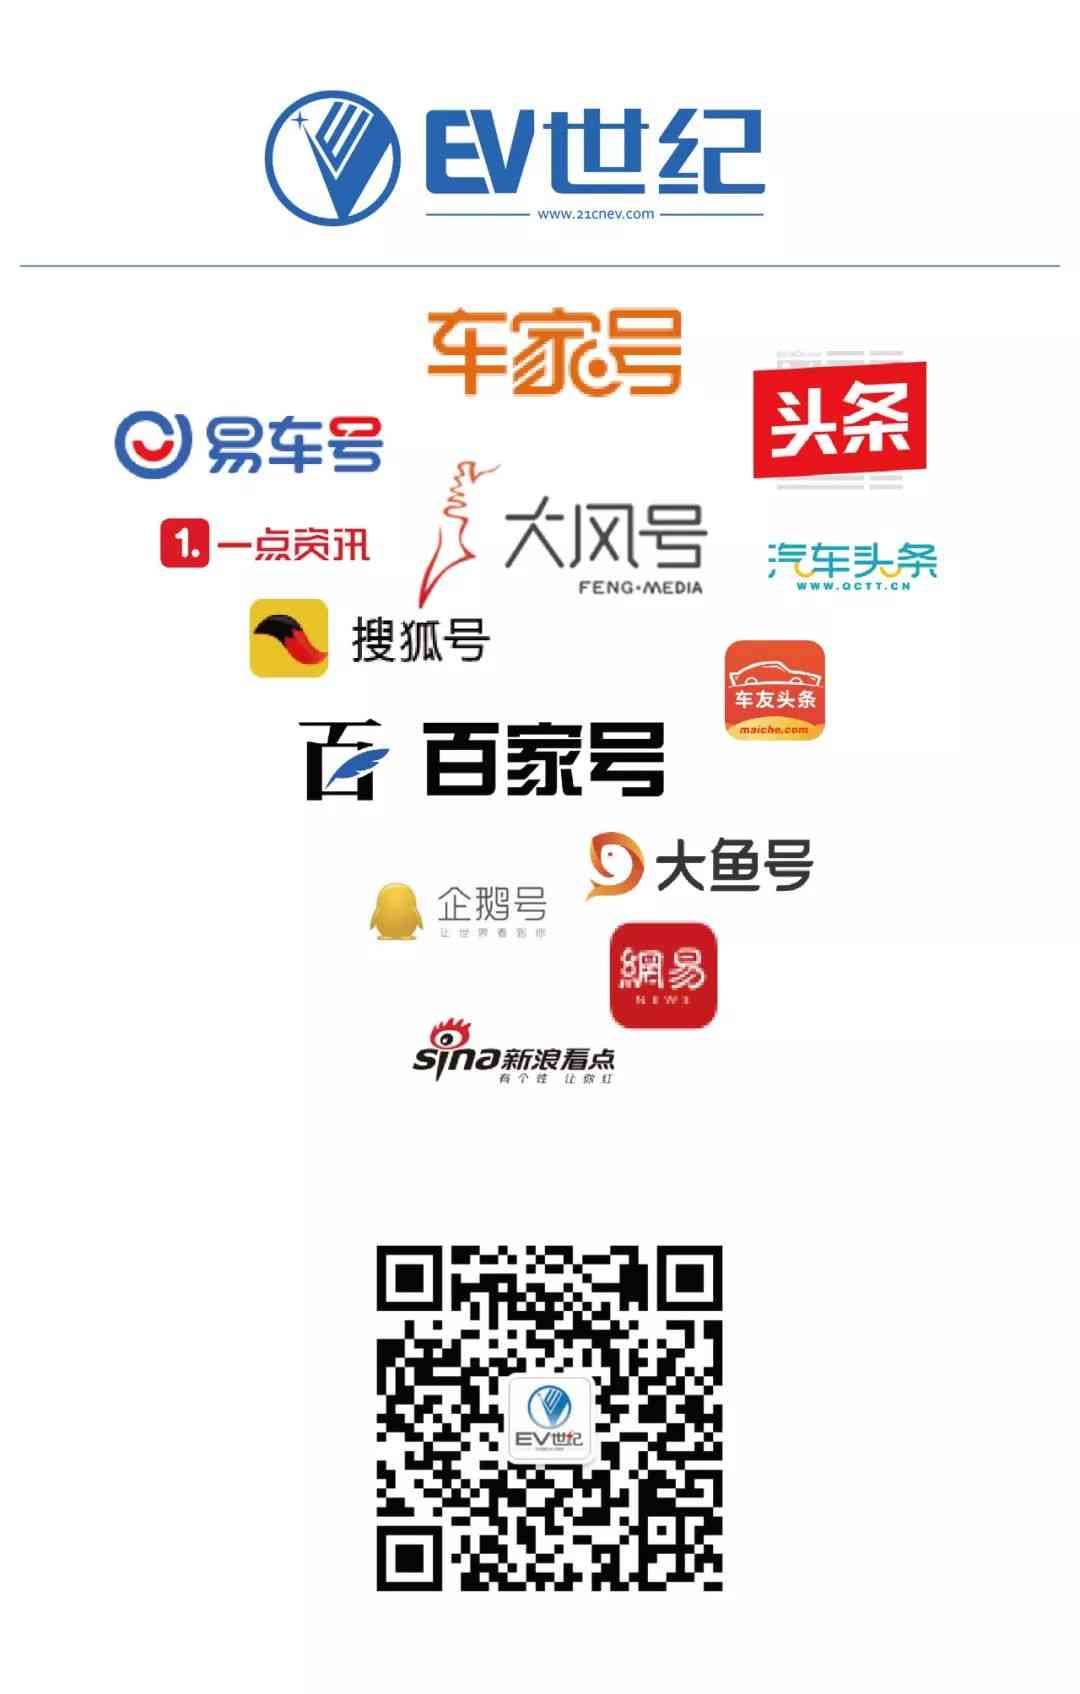 EV世纪
www.21cnev.com
车家号
头条
易车号
大风号
FENG·MEDIA
1.一点资讯
汽车头条
WWW.QCTT.CN
搜狐号
车友头条
maiche.com
百 百家号
大鱼号
企鹅号
让世界看到你
網易
NEWS
sina新浪看点
有个性 让你红
EV世纪